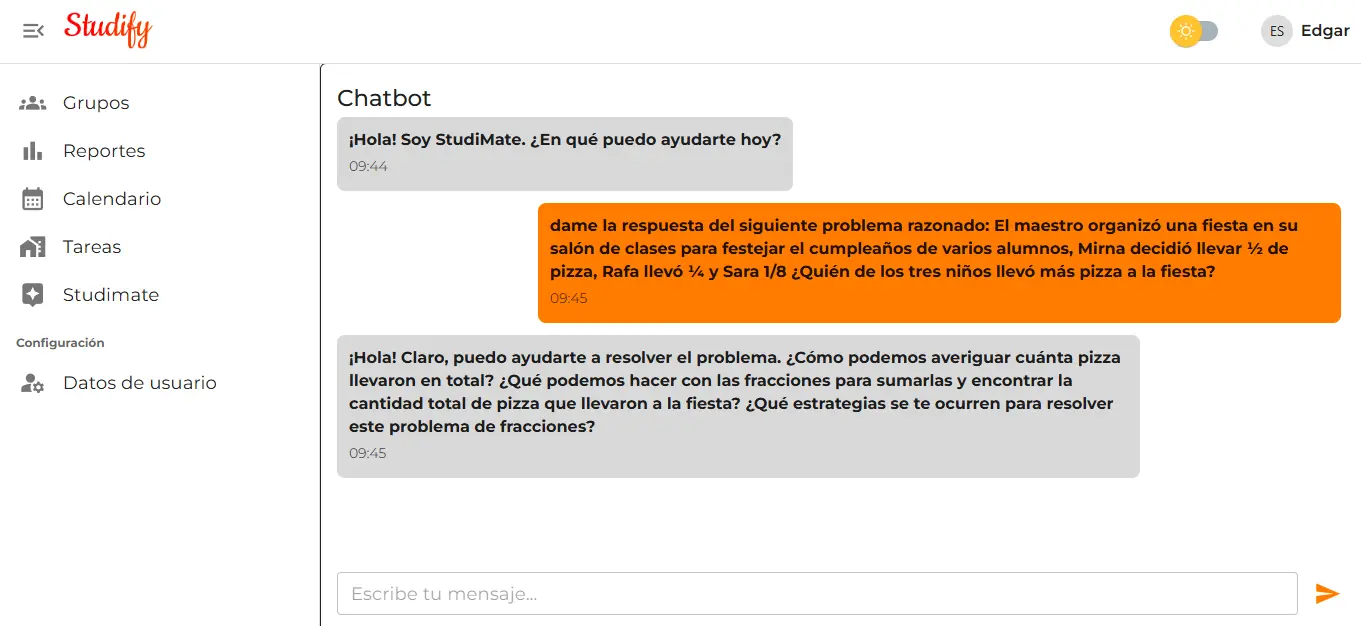 Studify
ES Edgar
Grupos
Reportes
Calendario
Tareas
Studimate
Configuración
Datos de usuario
Chatbot
¡Hola! Soy StudiMate. ¿En qué puedo ayudarte hoy?
09:44
dame la respuesta del siguiente problema razonado: El maestro organizó una fiesta en su
salón de clases para festejar el cumpleaños de varios alumnos, Mirna decidió llevar ½ de
pizza, Rafa llevó ¼ y Sara 1/8 ¿Quién de los tres niños llevó más pizza a la fiesta?
09:45
¡Hola! Claro, puedo ayudarte a resolver el problema. ¿Cómo podemos averiguar cuánta pizza
llevaron en total? ¿Qué podemos hacer con las fracciones para sumarlas y encontrar la
cantidad total de pizza que llevaron a la fiesta? ¿Qué estrategias se te ocurren para resolver
este problema de fracciones?
09:45
Escribe tu mensaje...